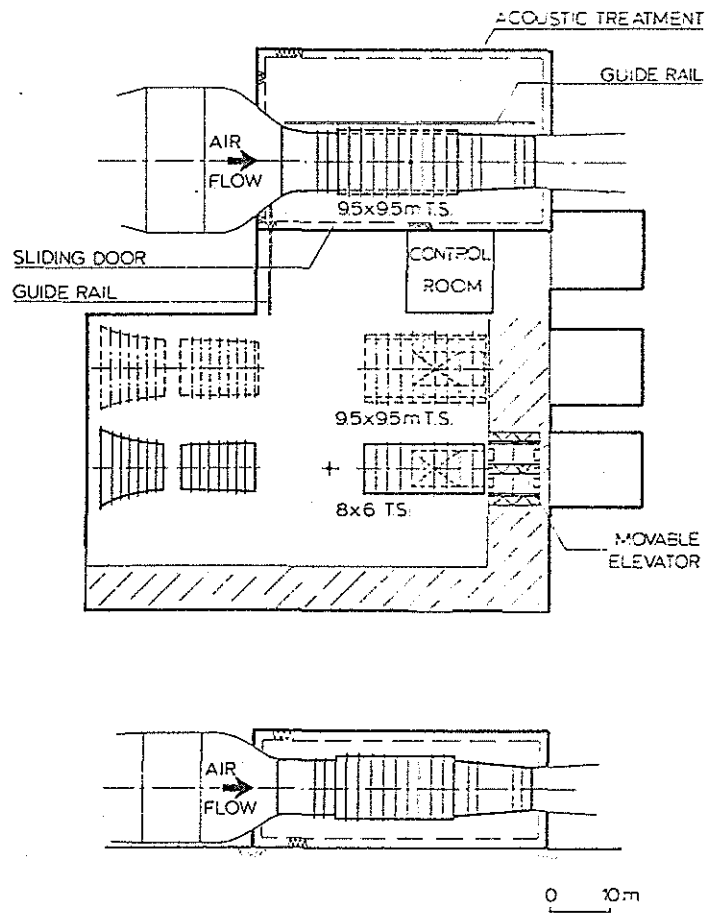 ACOUSTIC TREATMENT
GUIDE RAIL
AIR
FLOW
9.5x9.5m T.S.
SLIDING DOOR
CONTROL
ROOM
GUIDE RAIL
9.5x9.5m T.S.
8x6 T.S.
MOVABLE
ELEVATOR
AIR
FLOW
0 10m